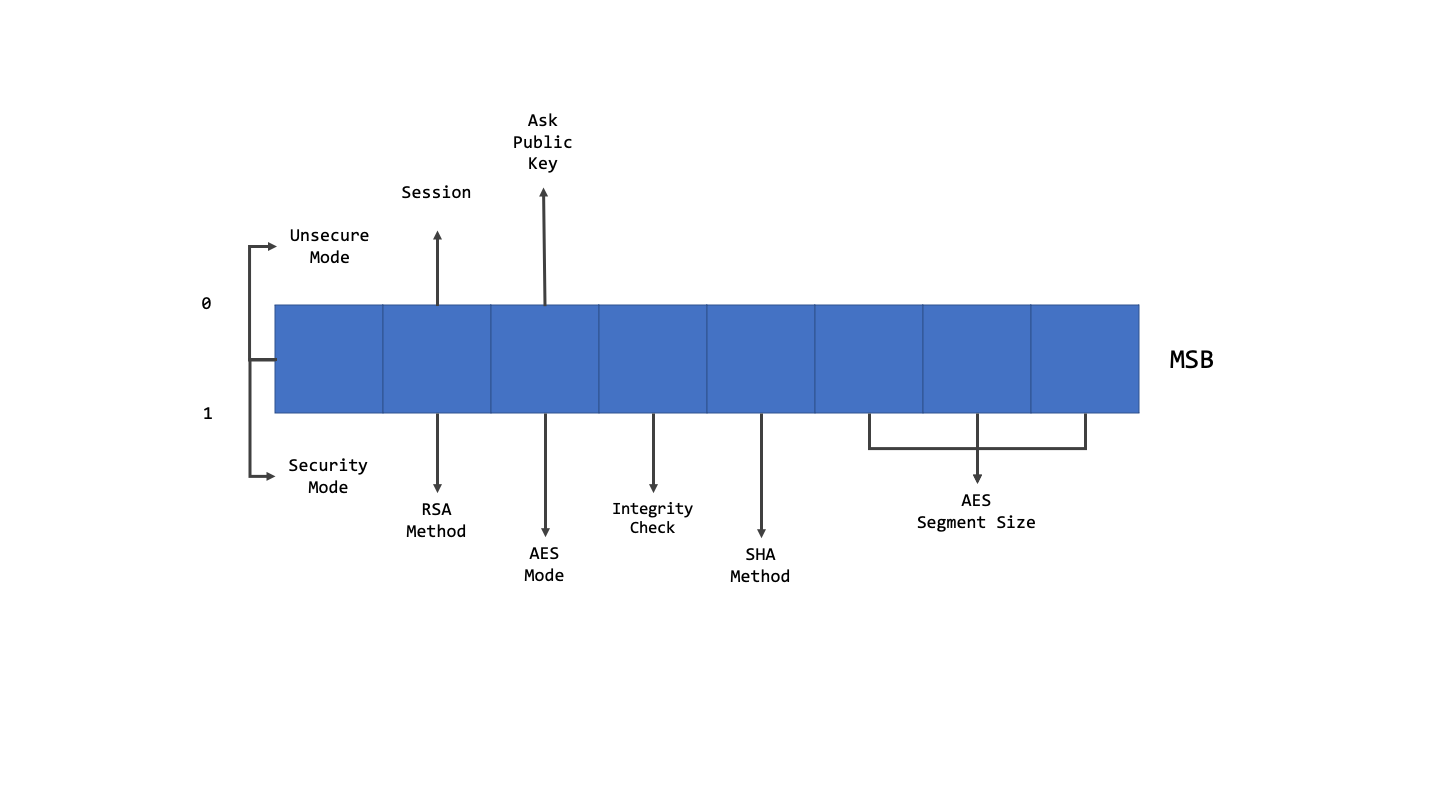 Ask
Public
Key
Session
Unsecure
Mode
0
MSB
1
Security
Mode
RSA
Method
AES
Mode
Integrity
Check
SHA
Method
AES
Segment Size